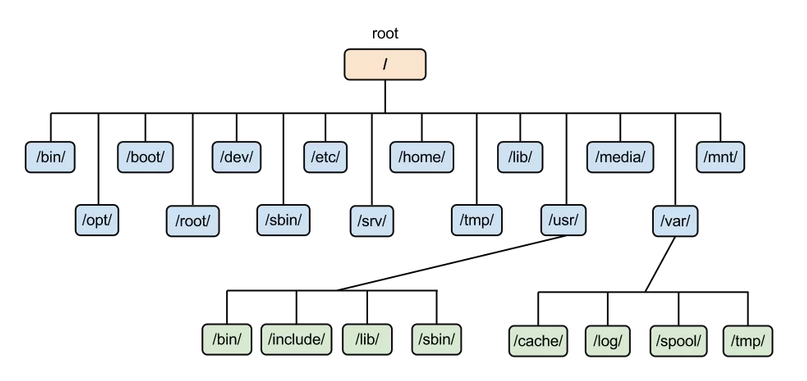 root
/
/bin/
/boot/
/dev/
/etc/
/home/
/lib/
/media/
/mnt/
/opt/
/root/
/sbin/
/srv/
/tmp/
/usr/
/var/
/bin/
/include/
/lib/
/sbin/
/cache/
/log/
/spool/
/tmp/